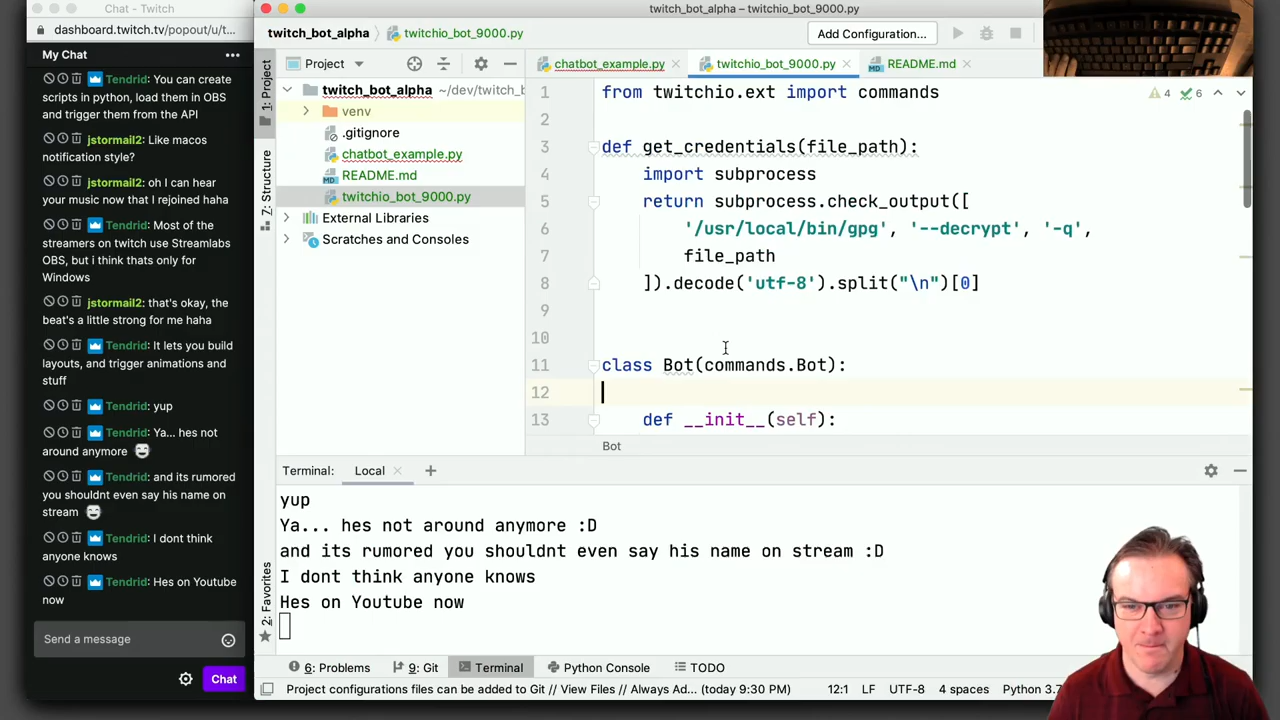 Chat - Twitch
dashboard.twitch.tv/popout/u/t...
My Chat
Tendrid: You can create
scripts in python, load them in OBS
and trigger them from the API
jstormail2: Like macos
notification style?
jstormail2: oh I can hear
your music now that I rejoined haha
Tendrid: Most of the
streamers on twitch use Streamlabs
OBS, but i think thats only for
Windows
jstormail2: that's okay, the
beat's a little strong for me haha
Tendrid: It lets you build
layouts, and trigger animations and
stuff
Tendrid: yup
Tendrid: Ya... hes not
around anymore
Tendrid: and its rumored
you shouldnt even say his name on
stream
Tendrid: I dont think
anyone knows
Tendrid: Hes on Youtube
now
Send a message
Chat
twitch_bot_alpha – twitchio_bot_9000.py
twitch_bot_alpha
twitchio_bot_9000.py
Add Configuration...
1: Project
7: Structure
2: Favorites
Project
twitch_bot_alpha ~/dev/twitch_b
venv
.gitignore
chatbot_example.py
README.md
twitchio_bot_9000.py
External Libraries
Scratches and Consoles
chatbot_example.py
twitchio_bot_9000.py
README.md
4 6
1 from twitchio.ext import commands
2
3 def get_credentials(file_path):
4 import subprocess
5 return subprocess.check_output([
6 '/usr/local/bin/gpg', '--decrypt', '-q',
7 file_path
8 ]).decode('utf-8').split("\n")[0]
9
10
11 class Bot(commands.Bot):
12
13 def __init__(self):
Bot
Terminal: Local
yup
Ya... hes not around anymore :D
and its rumored you shouldnt even say his name on stream :D
I dont think anyone knows
Hes on Youtube now
6: Problems
9: Git
Terminal
Python Console
TODO
Project configurations files can be added to Git // View Files // Always Ad... (today 9:30 PM)
12:1 LF UTF-8 4 spaces Python 3.7